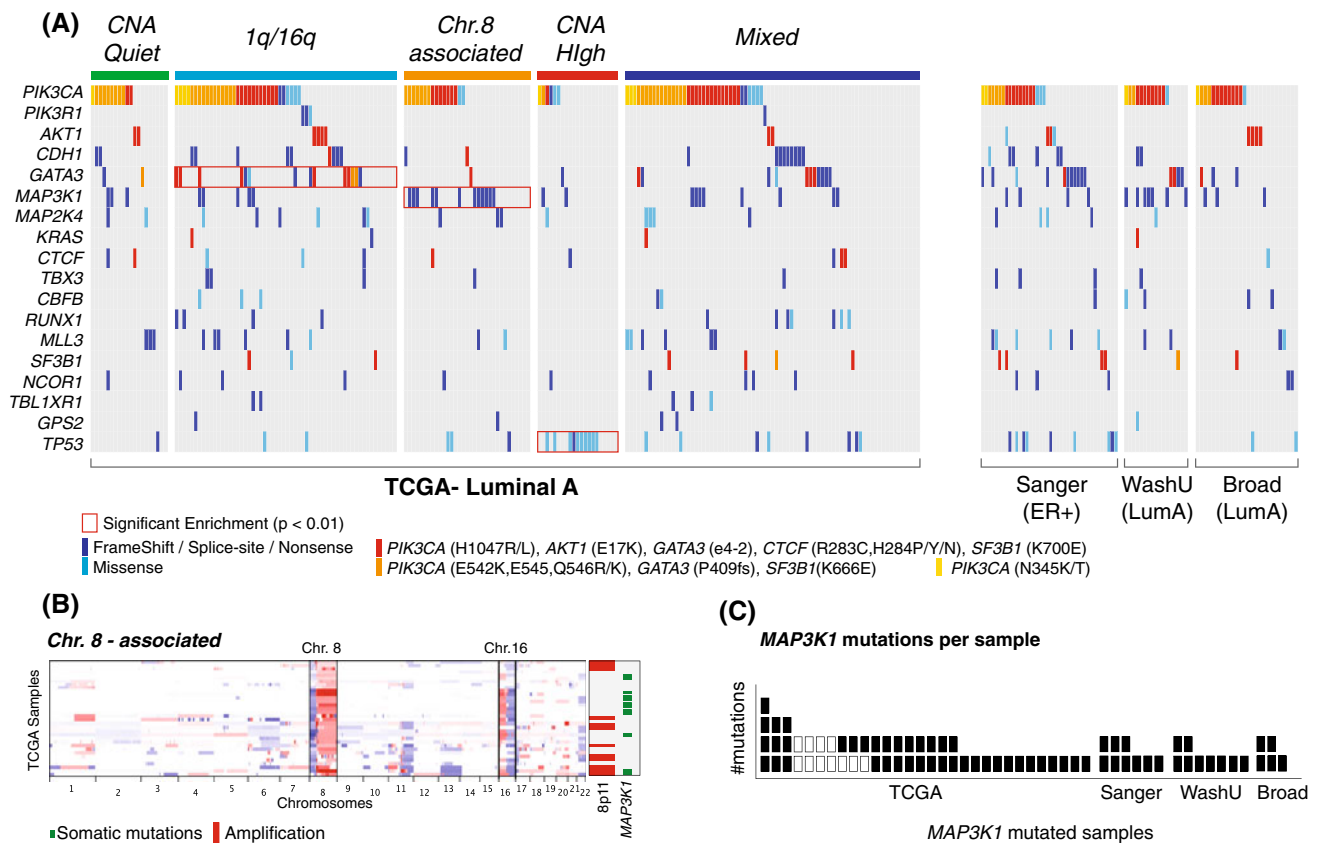 (A)
CNA Quiet
1q/16q
Chr.8 associated
CNA HIgh
Mixed
PIK3CA
PIK3R1
AKT1
CDH1
GATA3
MAP3K1
MAP2K4
KRAS
CTCF
TBX3
CBFB
RUNX1
MLL3
SF3B1
NCOR1
TBL1XR1
GPS2
TP53
TCGA- Luminal A
Sanger (ER+)
WashU (LumA)
Broad (LumA)
Significant Enrichment (p < 0.01)
FrameShift / Splice-site / Nonsense
Missense
PIK3CA (H1047R/L), AKT1 (E17K), GATA3 (e4-2), CTCF (R283C,H284P/Y/N), SF3B1 (K700E)
PIK3CA (E542K,E545,Q546R/K), GATA3 (P409fs), SF3B1(K666E)
PIK3CA (N345K/T)
(B)
Chr. 8 - associated
Chr. 8
Chr.16
TCGA Samples
1 2 3 4 5 6 7 8 9 10 11 12 13 14 15 16 17 18 19 20 21 22
Chromosomes
8p11
MAP3K1
Somatic mutations
Amplification
(C)
MAP3K1 mutations per sample
#mutations
TCGA
Sanger
WashU
Broad
MAP3K1 mutated samples